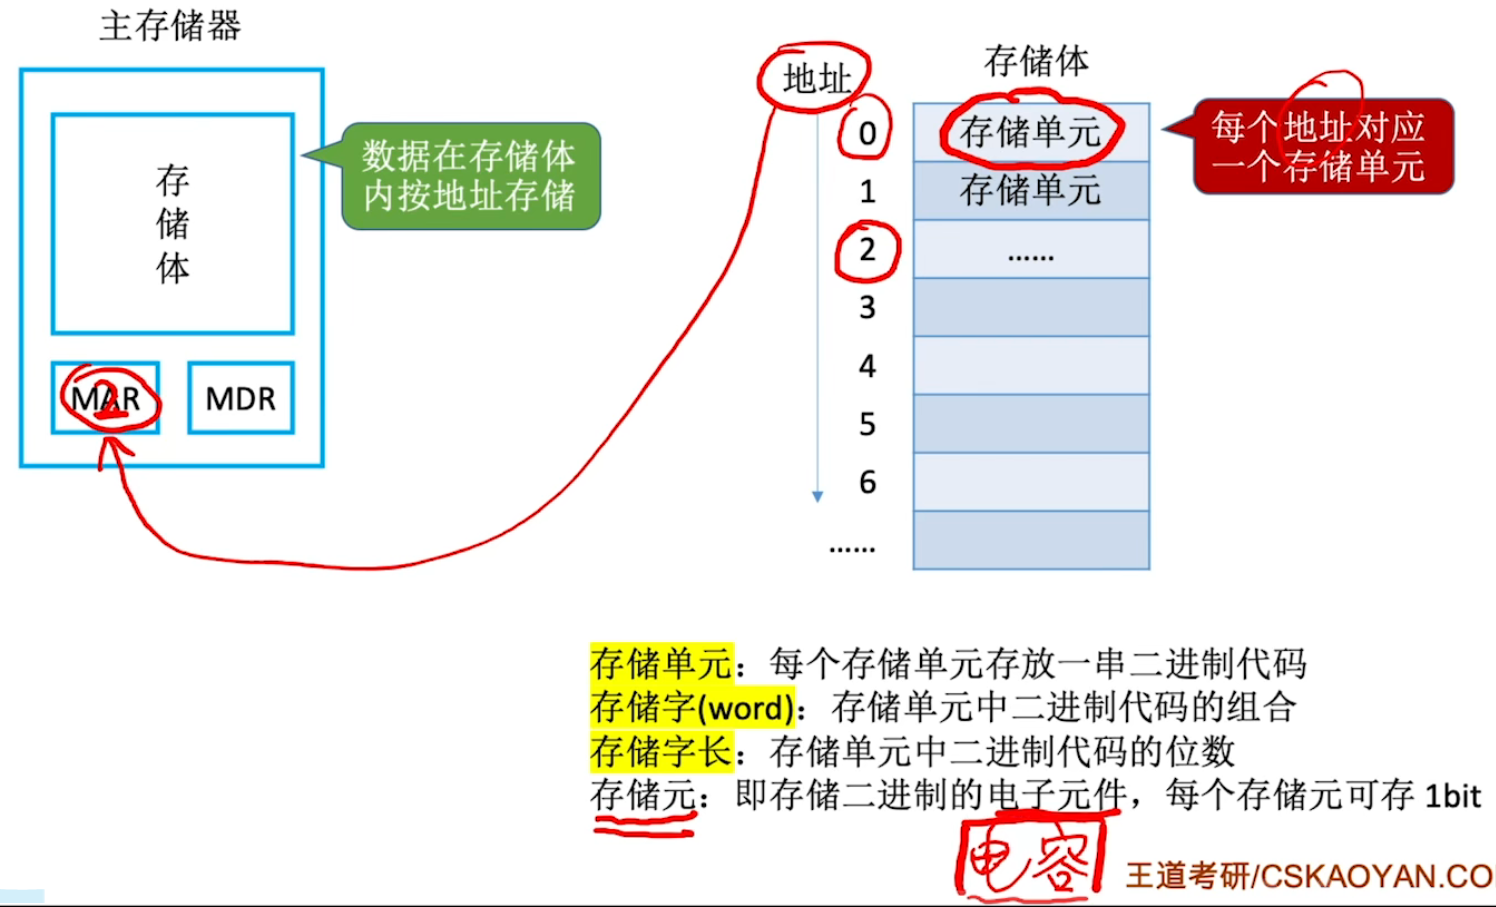 主存储器
存
储
体
MAR
2
MDR
数据在存储体
内按地址存储
地址
存储体
0
存储单元
1
存储单元
2
……
3
4
5
6
……
每个地址对应
一个存储单元
存储单元：每个存储单元存放一串二进制代码
存储字(word)：存储单元中二进制代码的组合
存储字长：存储单元中二进制代码的位数
存储元：即存储二进制的电子元件，每个存储元可存 1bit
电容
王道考研/CSKAOYAN.CO